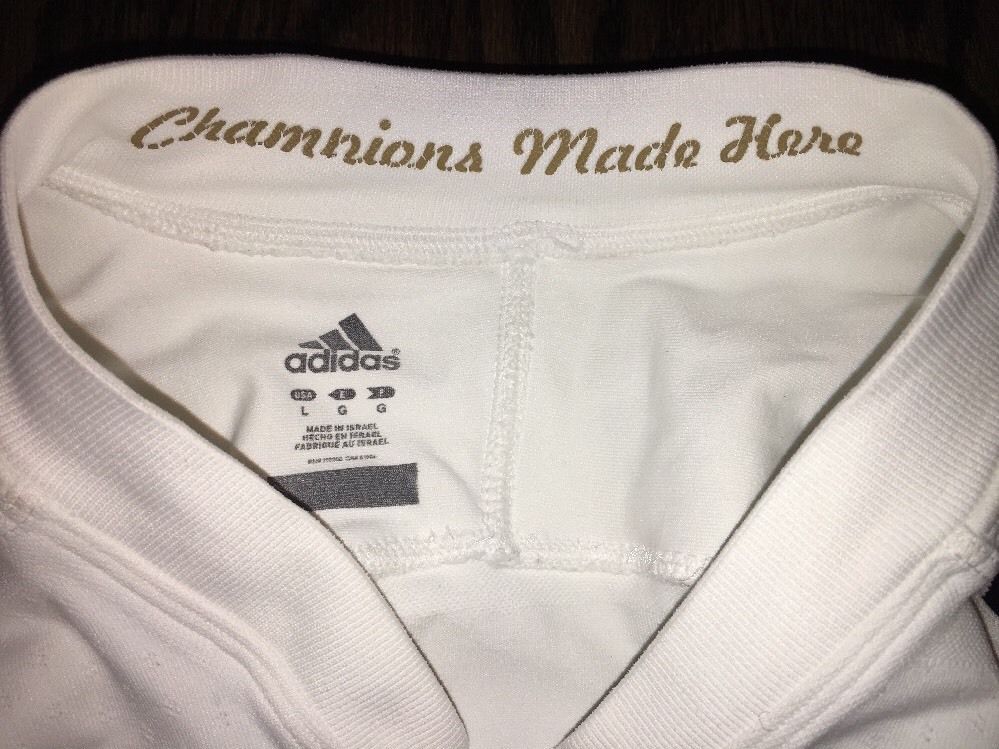 Champions Made Here
adidas®
USA E F
L G G
MADE IN ISRAEL
HECHO EN ISRAEL
FABRIQUÉ AU ISRAEL